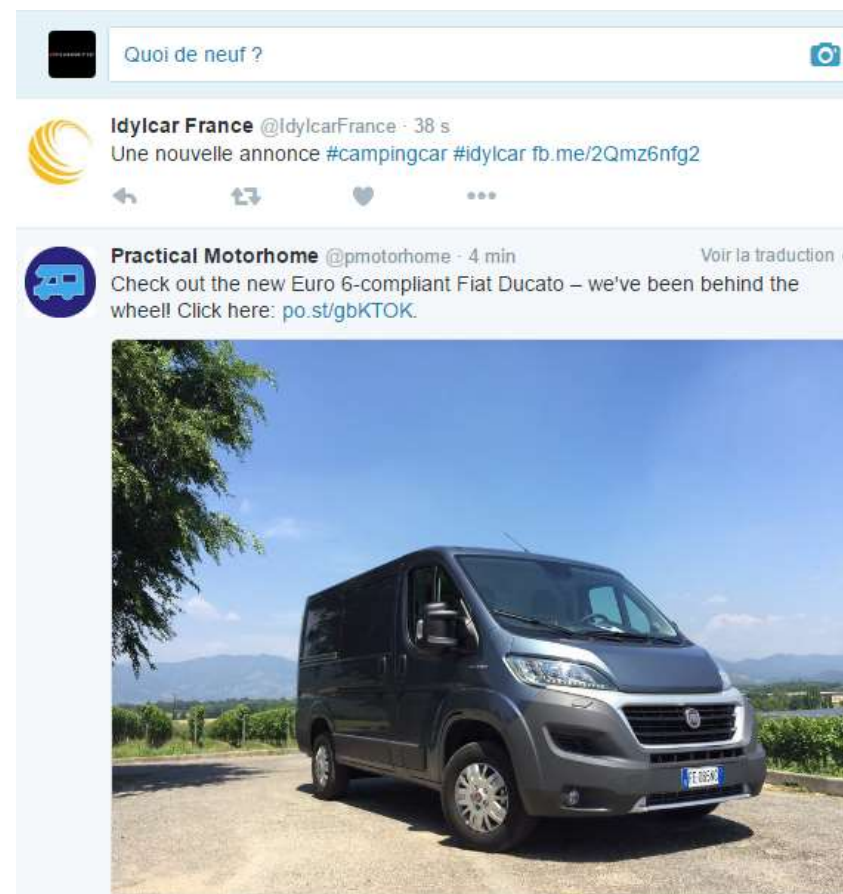 Quoi de neuf ?
Idylcar France @IdylcarFrance · 38 s
Une nouvelle annonce #campingcar #idylcar fb.me/2Qmz6nfg2
Practical Motorhome @pmotorhome · 4 min Voir la traduction
Check out the new Euro 6-compliant Fiat Ducato – we've been behind the
wheel! Click here: po.st/gbKTOK.